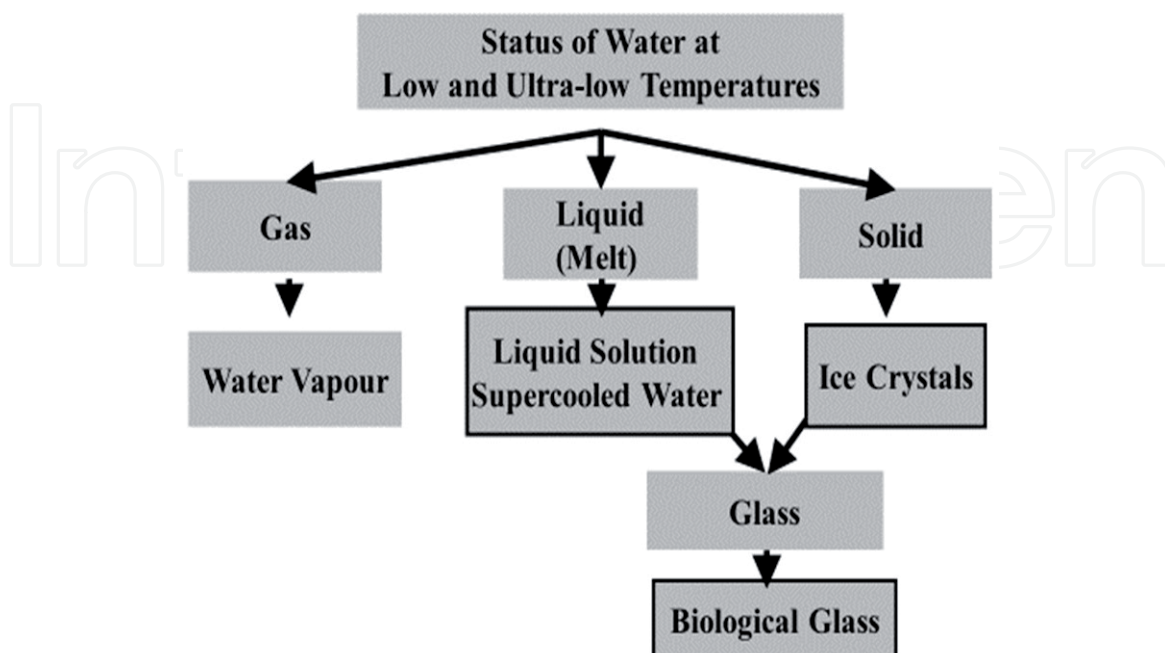 Status of Water at
Low and Ultra-low Temperatures
Gas
Liquid
(Melt)
Solid
Water Vapour
Liquid Solution
Supercooled Water
Ice Crystals
Glass
Biological Glass